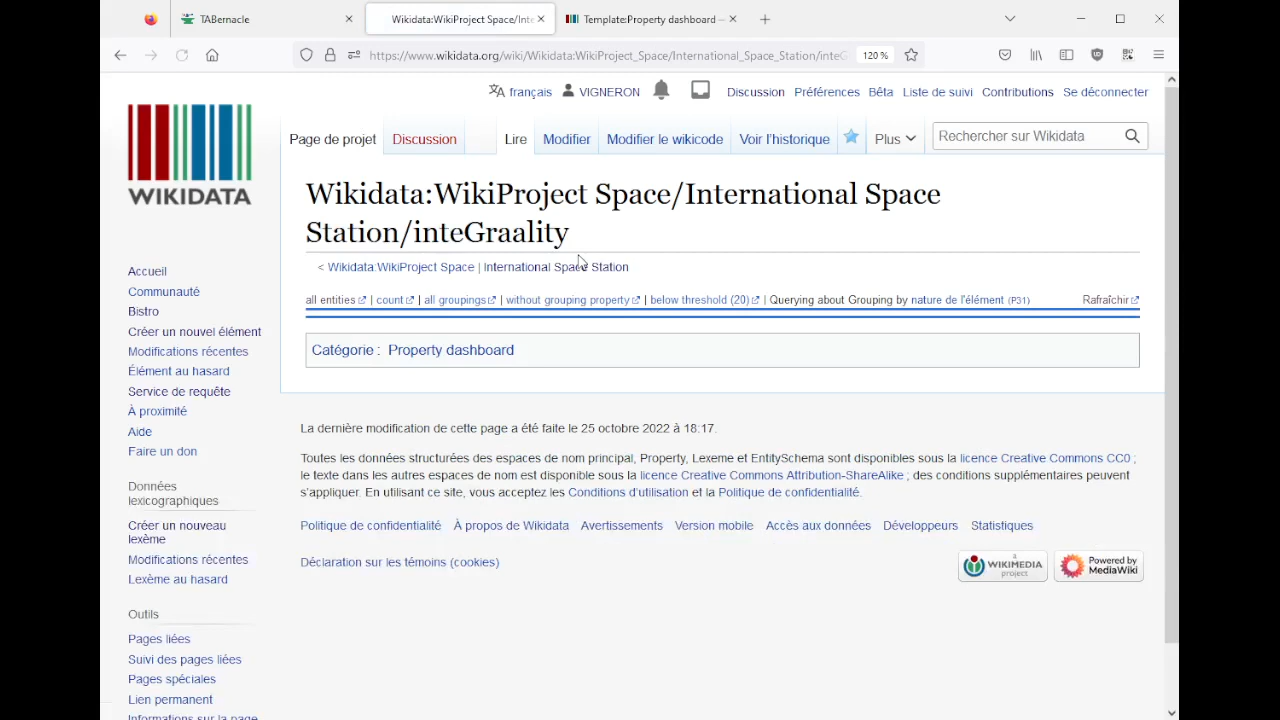 TABernacle
Wikidata:WikiProject Space/Inte
Template:Property dashboard –
https://www.wikidata.org/wiki/Wikidata:WikiProject_Space/International_Space_Station/inteG
120 %
français VIGNERON Discussion Préférences Bêta Liste de suivi Contributions Se déconnecter
Page de projet Discussion Lire Modifier Modifier le wikicode Voir l’historique Plus Rechercher sur Wikidata
WIKIDATA
Wikidata:WikiProject Space/International Space
Station/inteGraality
< Wikidata:WikiProject Space | International Space Station
all entities | count | all groupings | without grouping property | below threshold (20) | Querying about Grouping by nature de l'élément (P31) Rafraîchir
Catégorie : Property dashboard
Accueil
Communauté
Bistro
Créer un nouvel élément
Modifications récentes
Élément au hasard
Service de requête
À proximité
Aide
Faire un don
Données
lexicographiques
Créer un nouveau
lexème
Modifications récentes
Lexème au hasard
Outils
Pages liées
Suivi des pages liées
Pages spéciales
Lien permanent
Informations sur la page
La dernière modification de cette page a été faite le 25 octobre 2022 à 18:17.
Toutes les données structurées des espaces de nom principal, Property, Lexeme et EntitySchema sont disponibles sous la licence Creative Commons CC0 ;
le texte dans les autres espaces de nom est disponible sous la licence Creative Commons Attribution-ShareAlike ; des conditions supplémentaires peuvent
s’appliquer. En utilisant ce site, vous acceptez les Conditions d’utilisation et la Politique de confidentialité.
Politique de confidentialité À propos de Wikidata Avertissements Version mobile Accès aux données Développeurs Statistiques
Déclaration sur les témoins (cookies)
A
WIKIMEDIA
project
Powered by
MediaWiki